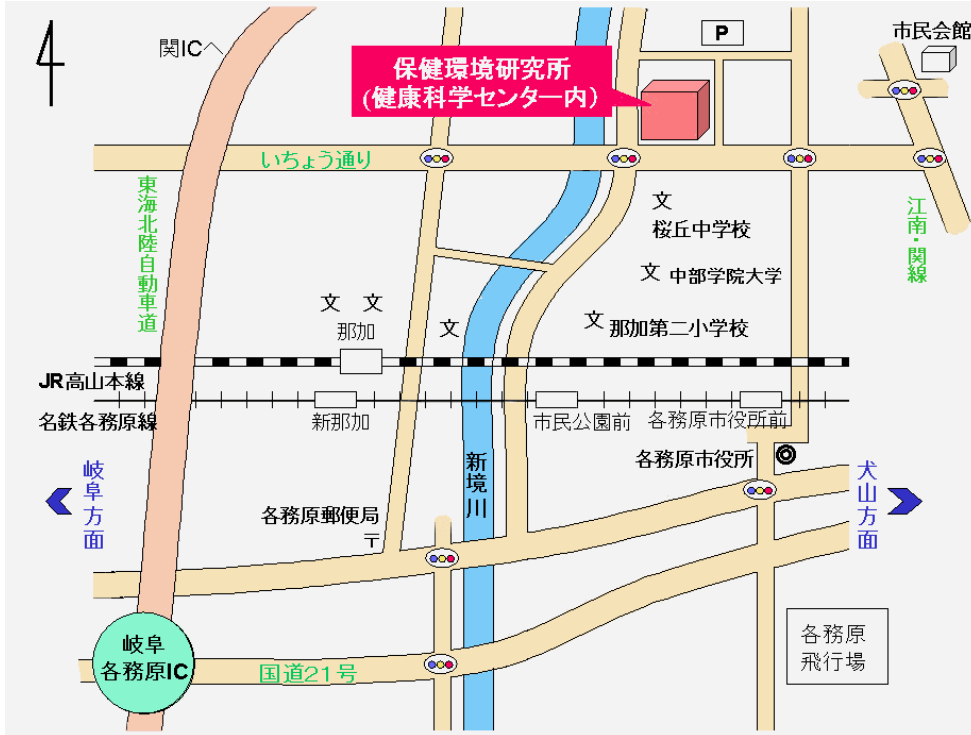 関ICへ
P
市民会館
保健環境研究所
(健康科学センター内)
いちょう通り
東海北陸自動車道
江南・関線
文
桜丘中学校
文 中部学院大学
文 文
那加
文
文 那加第二小学校
JR高山本線
名鉄各務原線
新那加
市民公園前
各務原市役所前
岐阜方面
新境川
各務原市役所
犬山方面
各務原郵便局
〒
岐阜
各務原IC
国道21号
各務原
飛行場